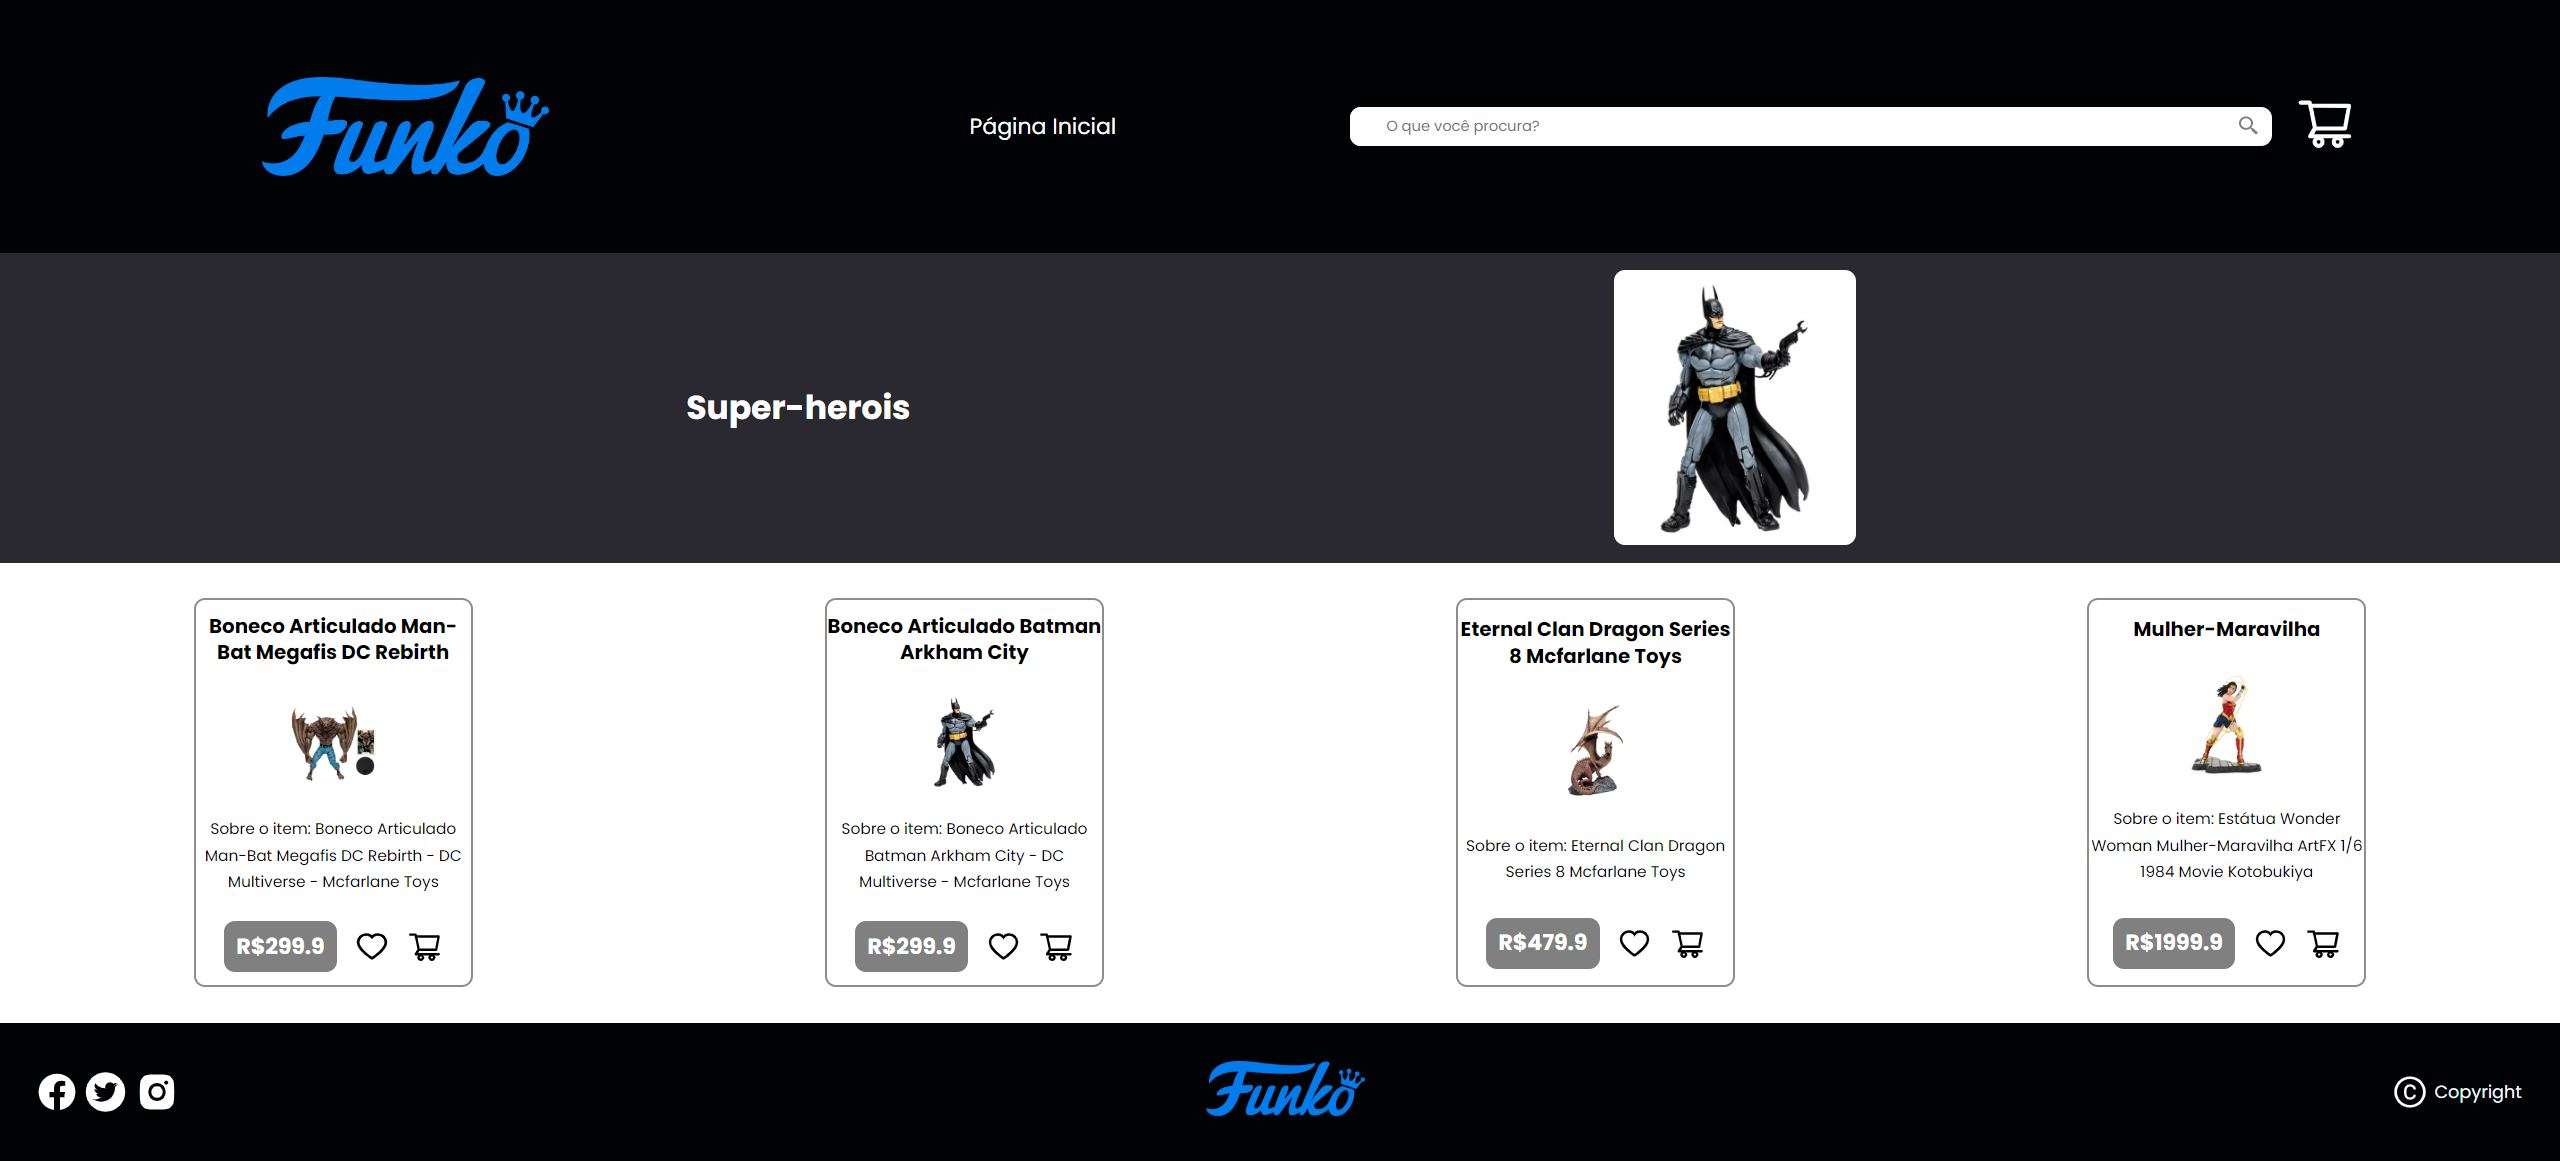 Funko
Página Inicial
O que você procura?
Super-herois
Boneco Articulado Man-
Bat Megafis DC Rebirth
Sobre o item: Boneco Articulado
Man-Bat Megafis DC Rebirth - DC
Multiverse - Mcfarlane Toys
R$299.9
Boneco Articulado Batman
Arkham City
Sobre o item: Boneco Articulado
Batman Arkham City - DC
Multiverse - Mcfarlane Toys
R$299.9
Eternal Clan Dragon Series
8 Mcfarlane Toys
Sobre o item: Eternal Clan Dragon
Series 8 Mcfarlane Toys
R$479.9
Mulher-Maravilha
Sobre o item: Estátua Wonder
Woman Mulher-Maravilha ArtFX 1/6
1984 Movie Kotobukiya
R$1999.9
Funko
© Copyright